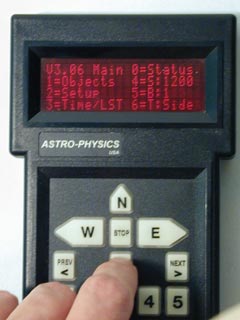 V3.06 Main 0=Status.
1=Objects 4=S:1200
2=Setup 5=B:1
3=Time/LST 6=T:Side
ASTRO-PHYSICS
USA
N
W STOP E
PREV NEXT
< >
4 5